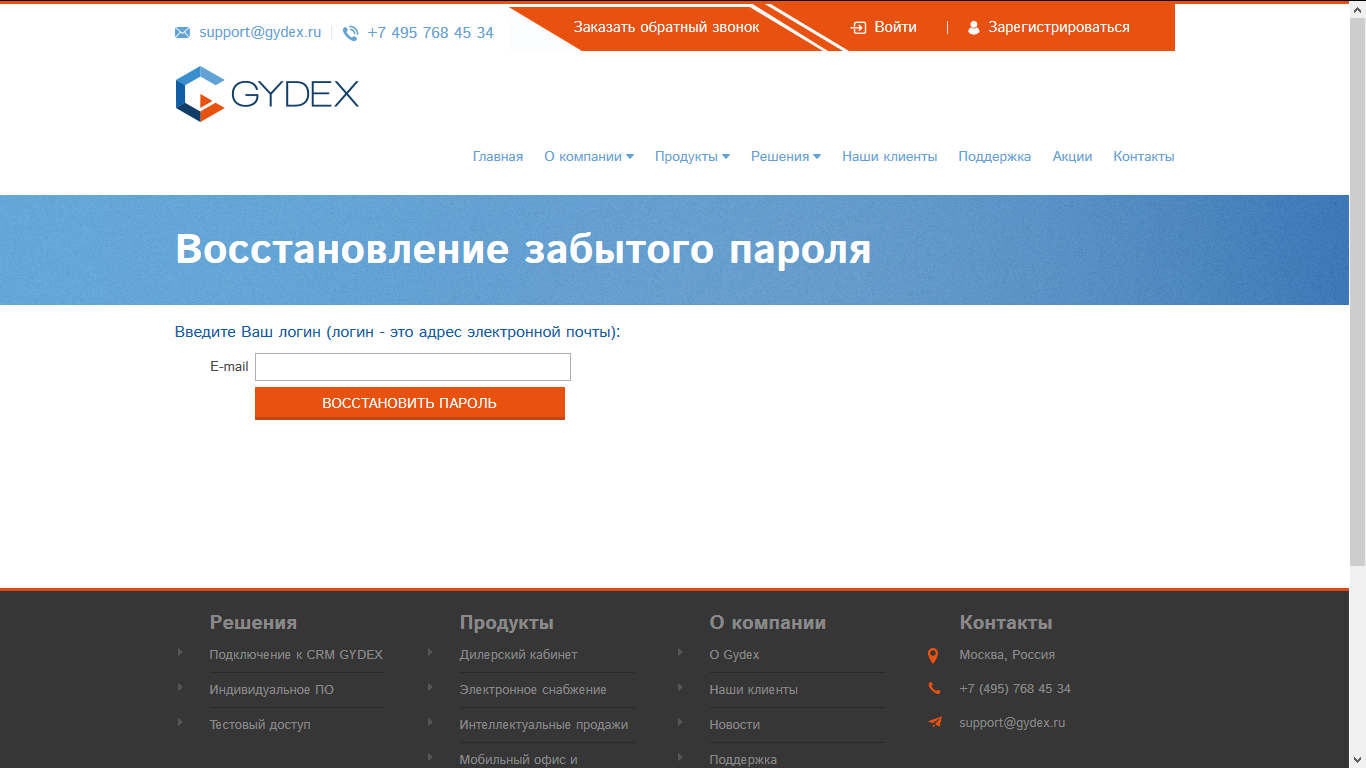 support@gydex.ru
+7 495 768 45 34
Заказать обратный звонок
Войти
Зарегистрироваться
GYDEX
Главная О компании Продукты Решения Наши клиенты Поддержка Акции Контакты
Восстановление забытого пароля
Введите Ваш логин (логин - это адрес электронной почты):
E-mail
ВОССТАНОВИТЬ ПАРОЛЬ
Решения
Подключение к CRM GYDEX
Индивидуальное ПО
Тестовый доступ
Продукты
Дилерский кабинет
Электронное снабжение
Интеллектуальные продажи
Мобильный офис и
О компании
О Gydex
Наши клиенты
Новости
Поддержка
Контакты
Москва, Россия
+7 (495) 768 45 34
support@gydex.ru